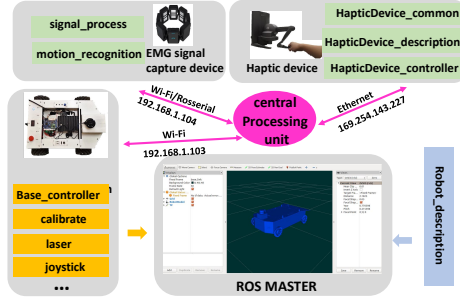 signal_process
motion_recognition
EMG signal
capture device
HapticDevice_common
HapticDevice_description
HapticDevice_controller
Haptic device
Wi-Fi/Rosserial
192.168.1.104
central
Processing
unit
Ethernet
169.254.143.227
Wi-Fi
192.168.1.103
Base_controller
calibrate
laser
joystick
...
ROS MASTER
Robot_description